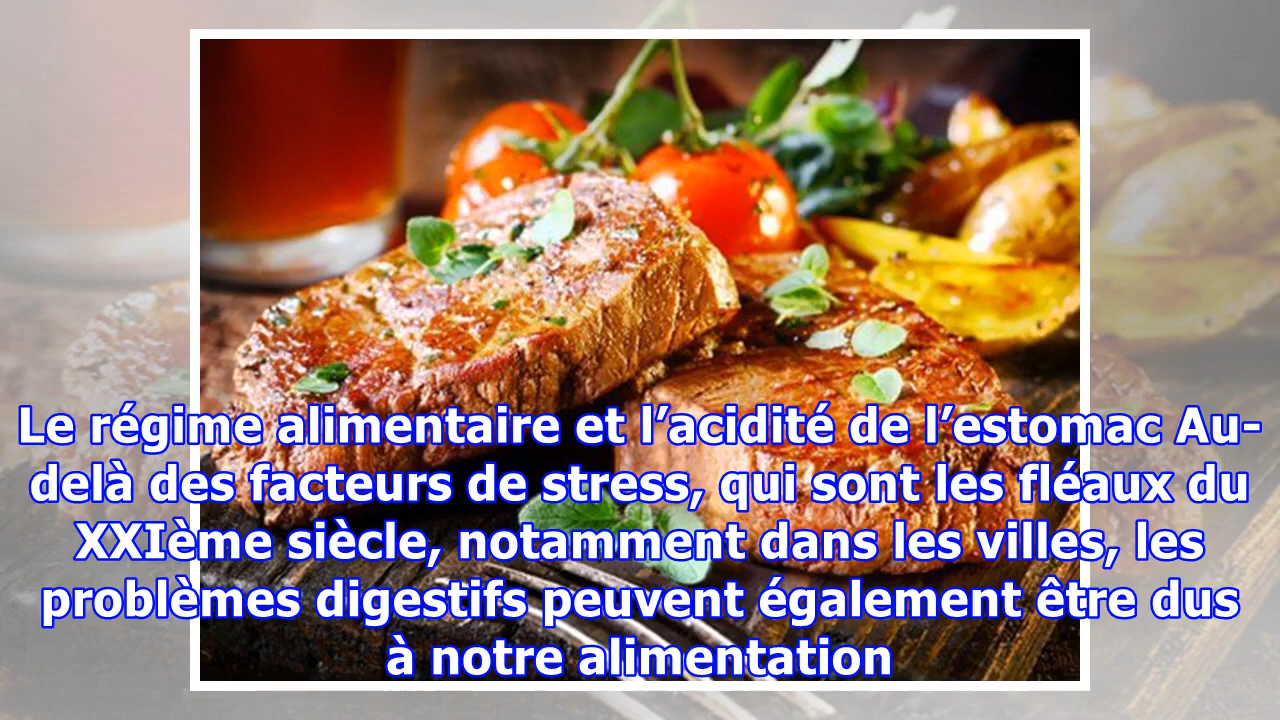 Le régime alimentaire et l’acidité de l’estomac Au-
delà des facteurs de stress, qui sont les fléaux du
XXIème siècle, notamment dans les villes, les
problèmes digestifs peuvent également être dus
à notre alimentation